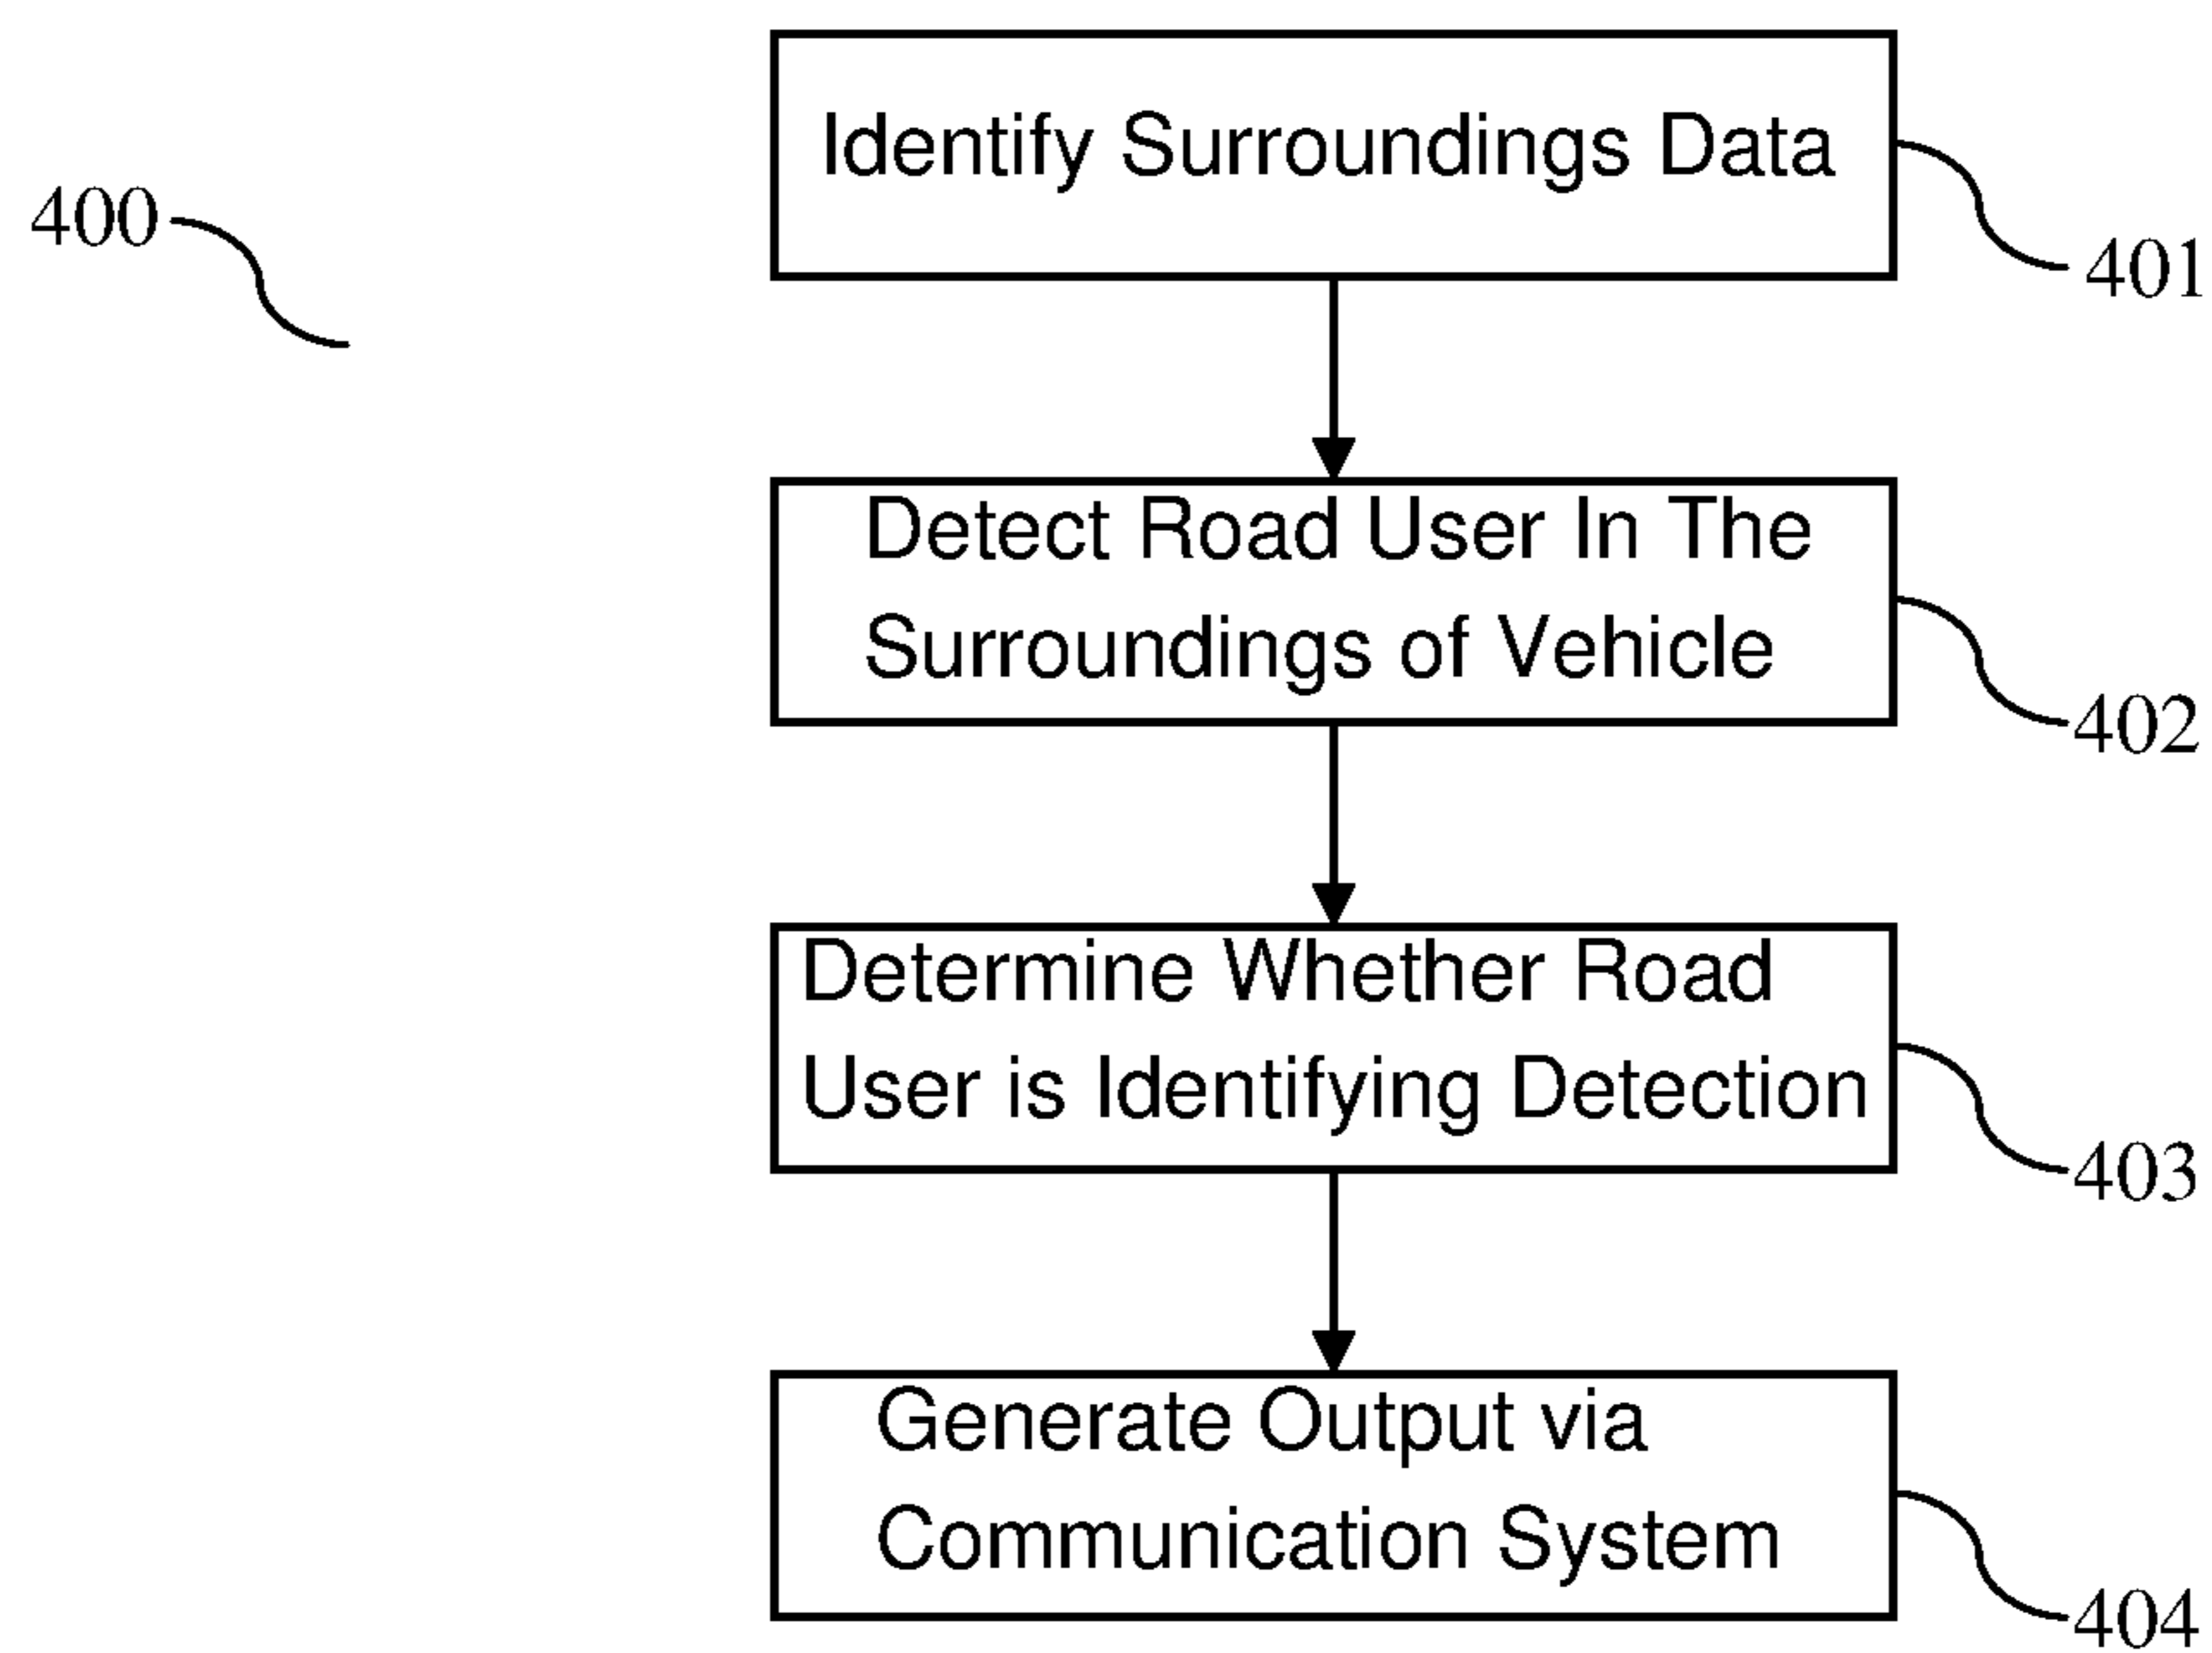 Identify Surroundings Data
400
401
Detect Road User In The
Surroundings of Vehicle
402
Determine Whether Road
User is Identifying Detection
403
Generate Output via
Communication System
404